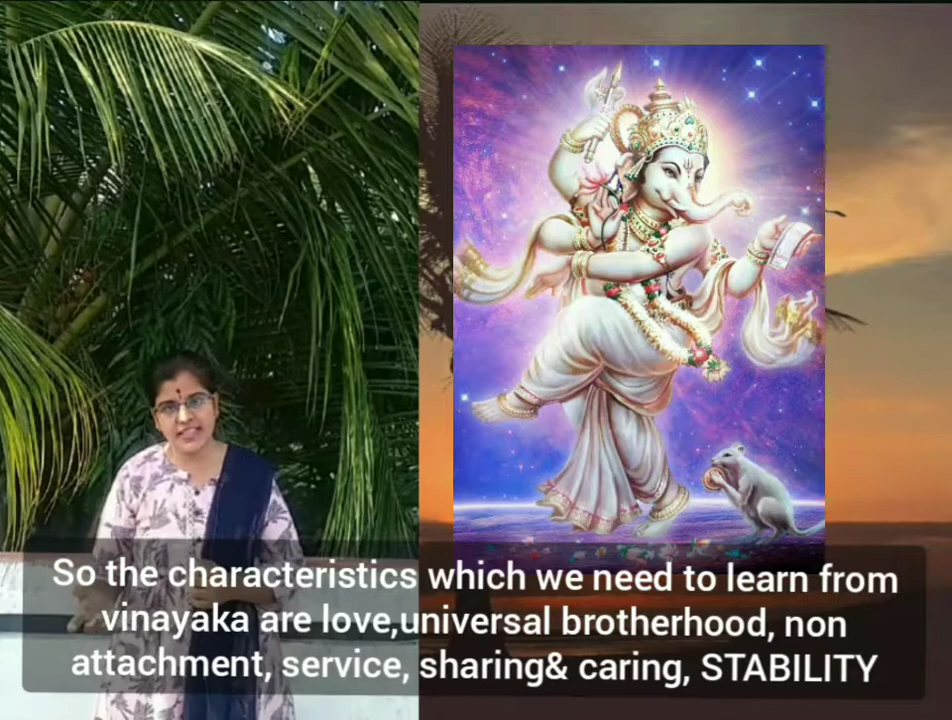 So the characteristics which we need to learn from
vinayaka are love,universal brotherhood, non
attachment, service, sharing& caring, STABILITY